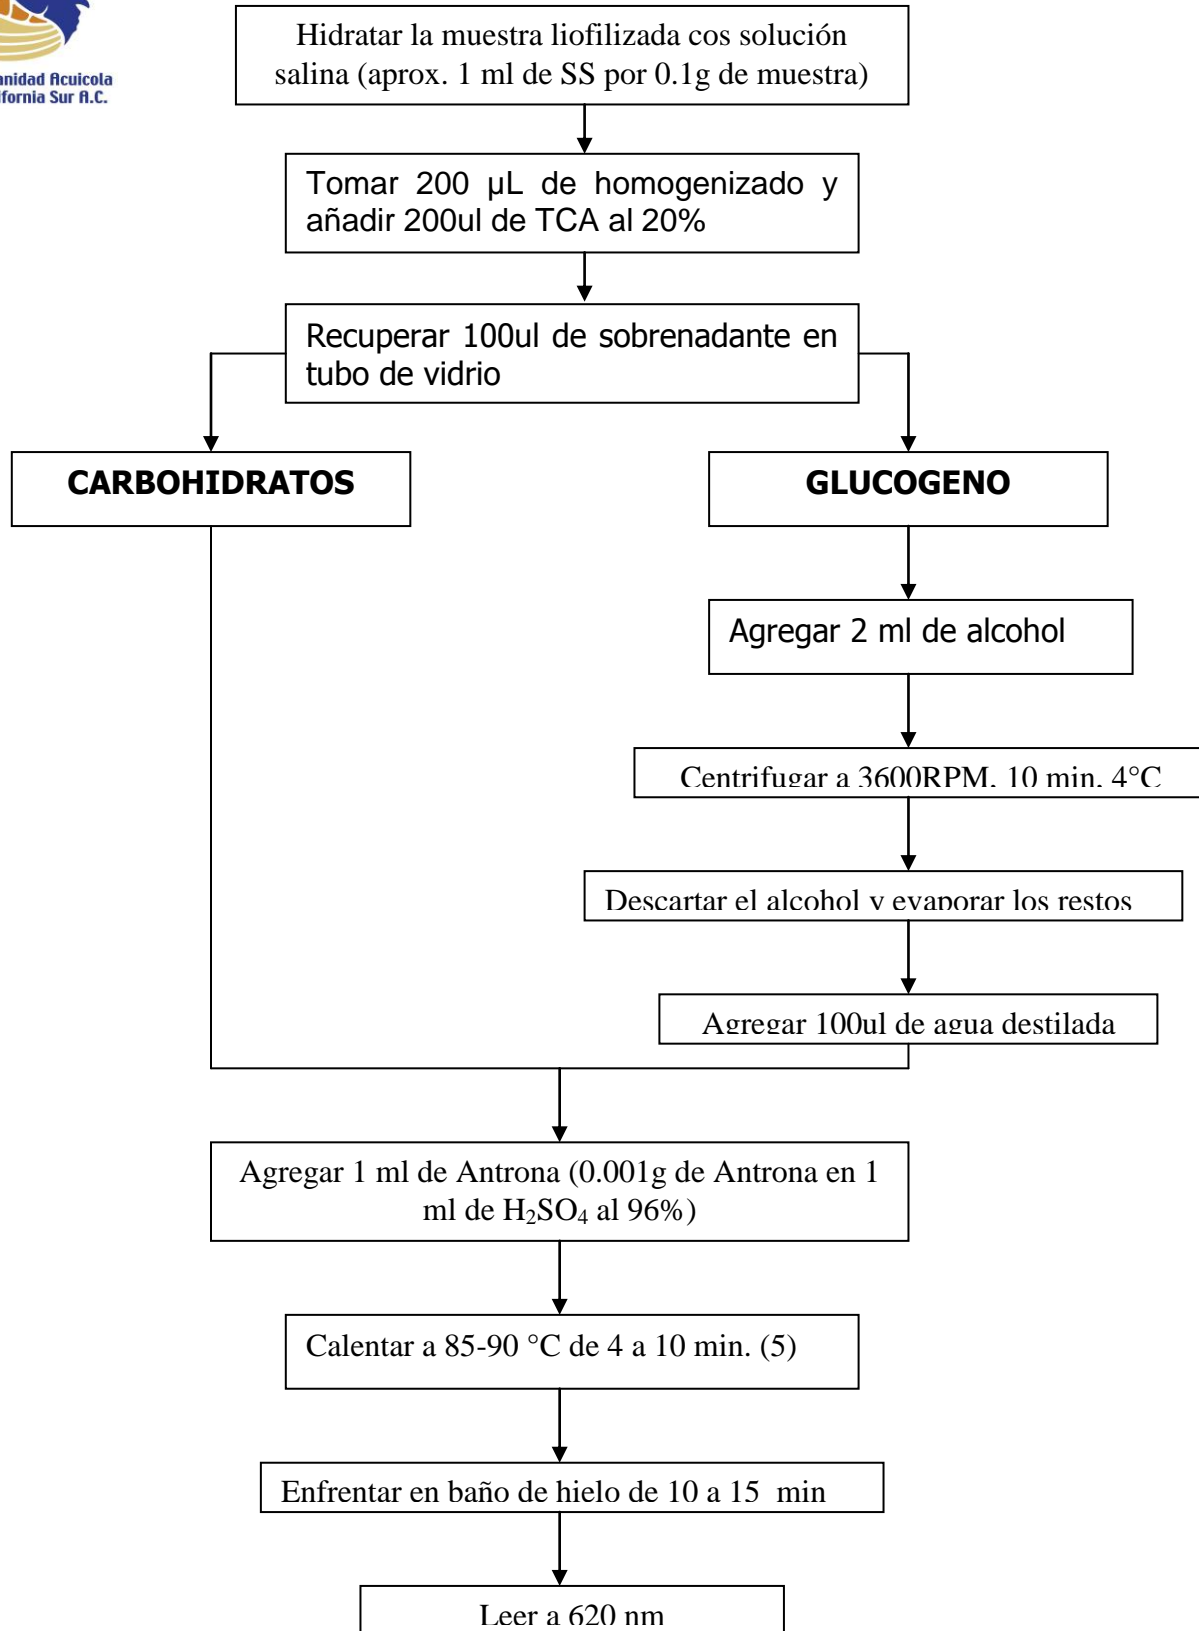 anidad Acuicola
ifornia Sur A.C.
Hidratar la muestra liofilizada cos solución
salina (aprox. 1 ml de SS por 0.1g de muestra)
Tomar 200 µL de homogenizado y
añadir 200ul de TCA al 20%
Recuperar 100ul de sobrenadante en
tubo de vidrio
CARBOHIDRATOS
GLUCOGENO
Agregar 2 ml de alcohol
Centrifugar a 3600RPM, 10 min, 4°C
Descartar el alcohol y evaporar los restos
Agregar 100ul de agua destilada
Agregar 1 ml de Antrona (0.001g de Antrona en 1
ml de H₂SO₄ al 96%)
Calentar a 85-90 °C de 4 a 10 min. (5)
Enfrentar en baño de hielo de 10 a 15 min
Leer a 620 nm